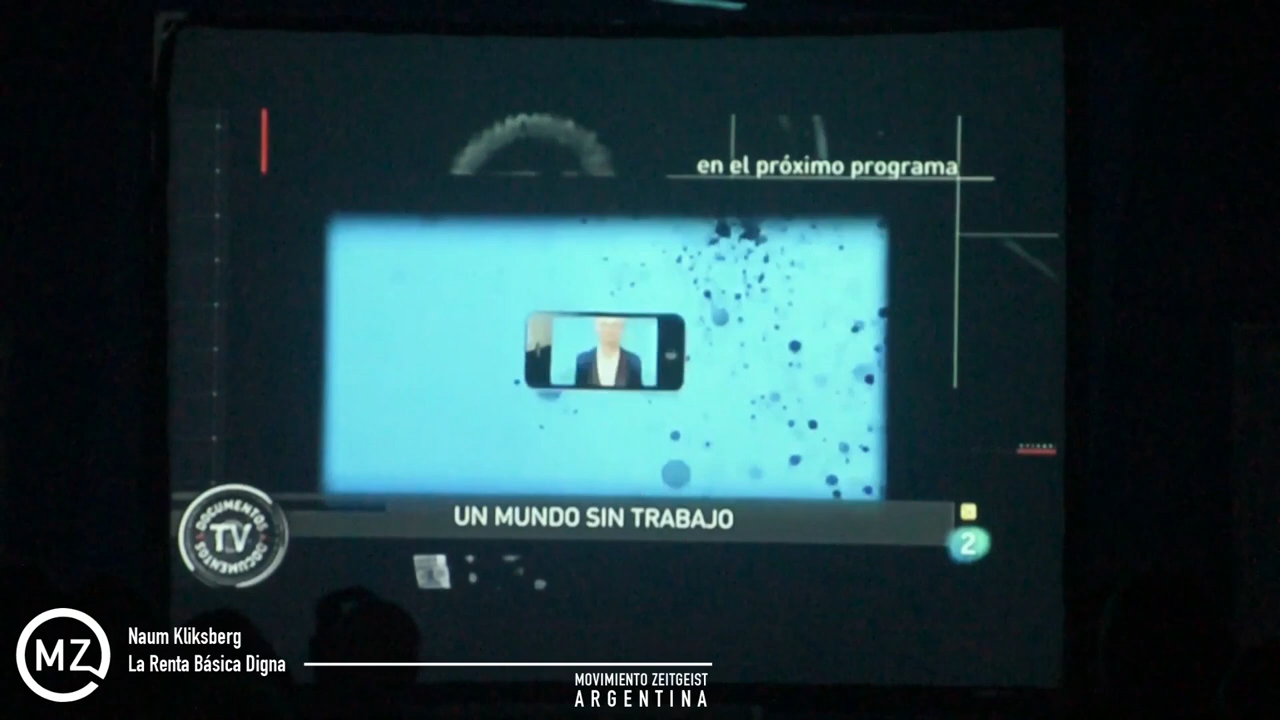 en el próximo programa
UN MUNDO SIN TRABAJO
DOCUMENTOS
TV
DOCUMENTOS
2
MZ
Naum Kliksberg
La Renta Básica Digna
MOVIMIENTO ZEITGEIST
ARGENTINA